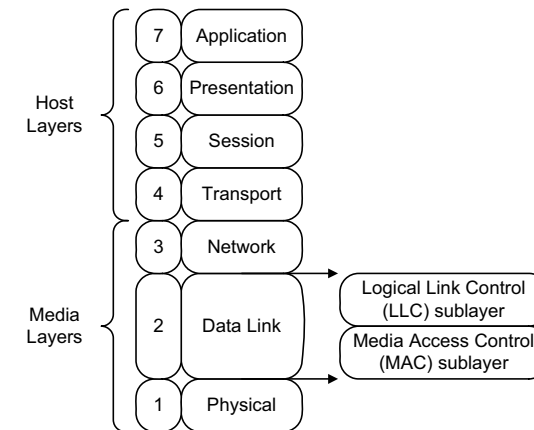 7 Application
6 Presentation
Host
Layers
5 Session
4 Transport
3 Network
Logical Link Control
(LLC) sublayer
Media
Layers
2 Data Link
Media Access Control
(MAC) sublayer
1 Physical